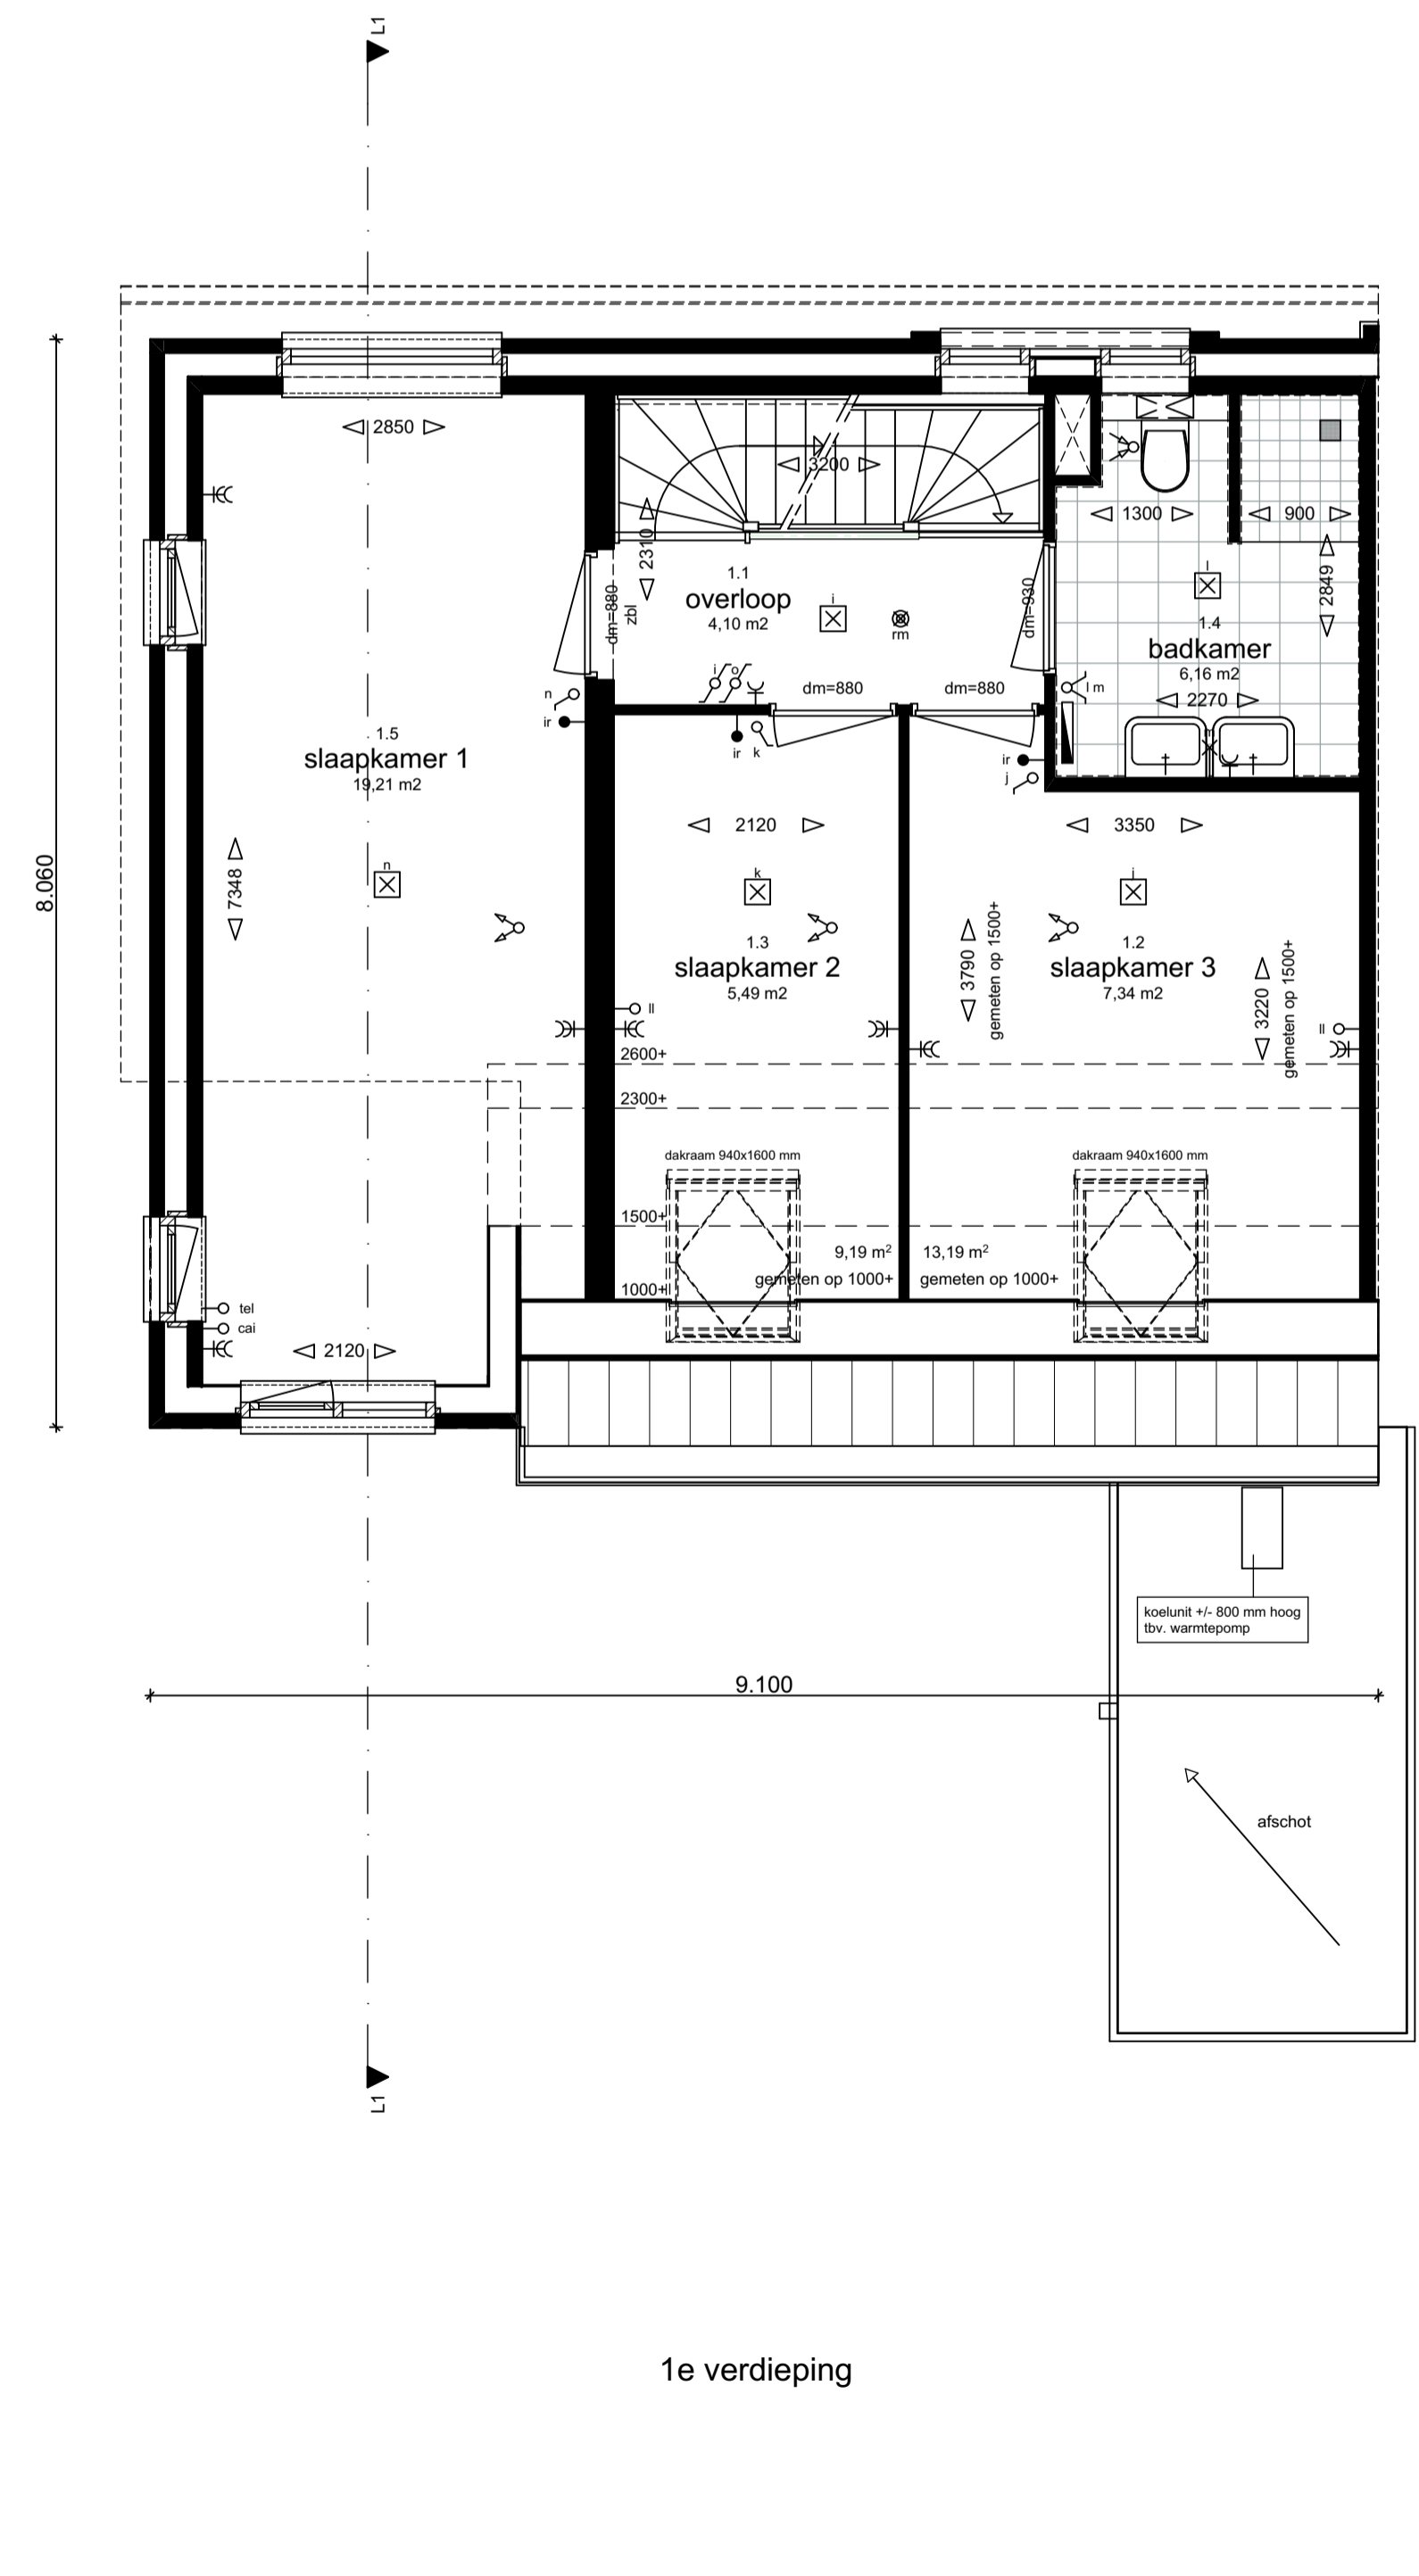 L1
2850
3200
1300
900
2310
2849
1.1
overloop
4,10 m2
i
rm
dm=880
zbl
dm=930
l
1.4
badkamer
6,16 m2
2270
i o
dm=880
dm=880
n
ir
l m
m
ir k
ir
j
1.5
slaapkamer 1
19,21 m2
2120
3350
8.060
7348
n
k
j
1.3
slaapkamer 2
5,49 m2
1.2
slaapkamer 3
7,34 m2
3790
gemeten op 1500+
3220
gemeten op 1500+
ll
ll
2600+
2300+
dakraam 940x1600 mm
dakraam 940x1600 mm
1500+
9,19 m²
13,19 m²
gemeten op 1000+
gemeten op 1000+
1000+
tel
cai
2120
koelunit +/- 800 mm hoog
tbv. warmtepomp
9.100
afschot
L1
1e verdieping